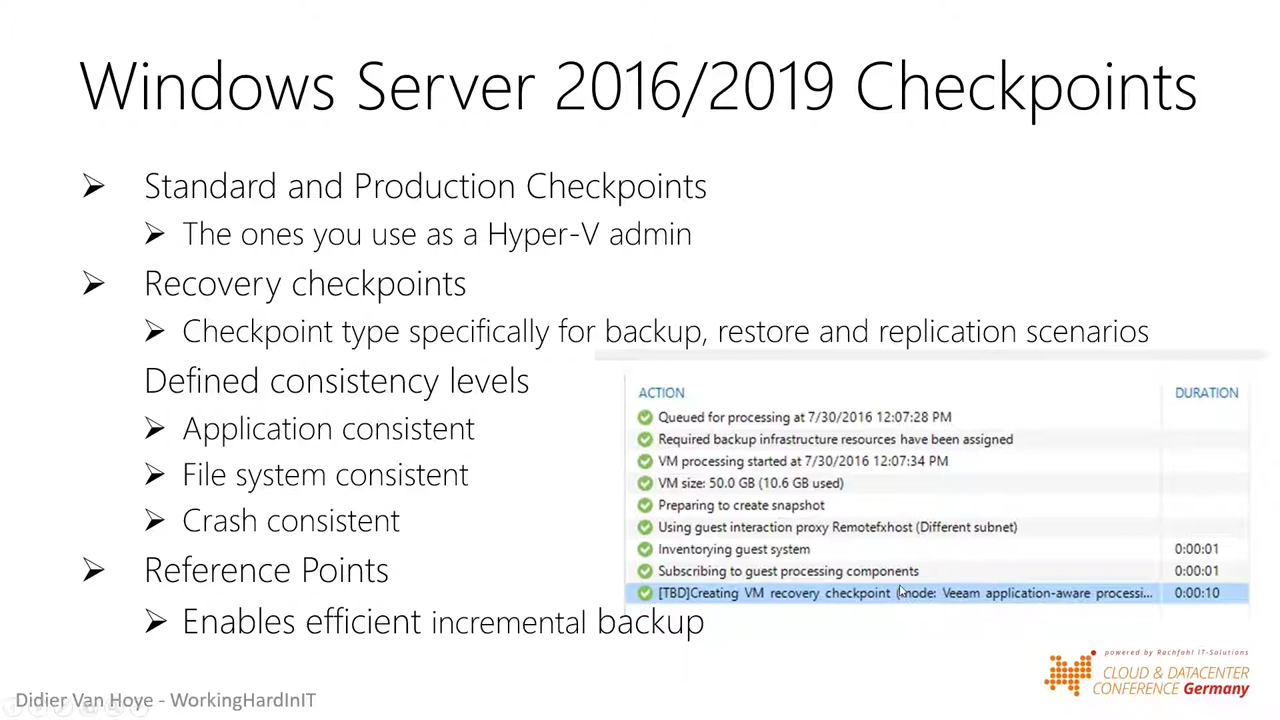 Windows Server 2016/2019 Checkpoints
Standard and Production Checkpoints
The ones you use as a Hyper-V admin
Recovery checkpoints
Checkpoint type specifically for backup, restore and replication scenarios
Defined consistency levels
Application consistent
File system consistent
Crash consistent
Reference Points
Enables efficient incremental backup
ACTION DURATION
Queued for processing at 7/30/2016 12:07:28 PM
Required backup infrastructure resources have been assigned
VM processing started at 7/30/2016 12:07:34 PM
VM size: 50.0 GB (10.6 GB used)
Preparing to create snapshot
Using guest interaction proxy Remotefxhost (Different subnet)
Inventorying guest system 0:00:01
Subscribing to guest processing components 0:00:01
[TBD]Creating VM recovery checkpoint (mode: Veeam application-aware processi... 0:00:10
powered by Rachfahl IT-Solutions
CLOUD & DATACENTER
CONFERENCE Germany
Didier Van Hoye - WorkingHardInIT